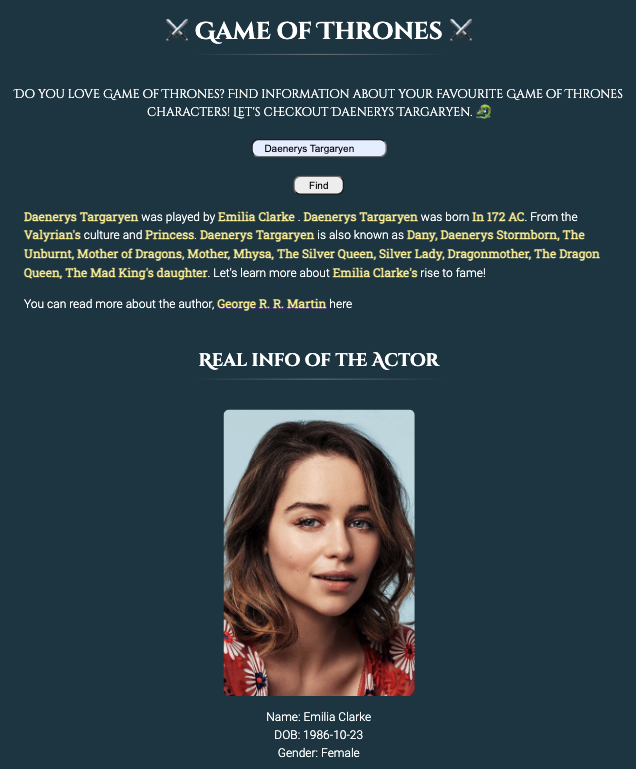 Game of Thrones
Do you love Game of Thrones? Find information about your favourite Game of Thrones
characters! Let's checkout Daenerys Targaryen.
Daenerys Targaryen
Find
Daenerys Targaryen was played by Emilia Clarke . Daenerys Targaryen was born In 172 AC. From the
Valyrian's culture and Princess. Daenerys Targaryen is also known as Dany, Daenerys Stormborn, The
Unburnt, Mother of Dragons, Mother, Mhysa, The Silver Queen, Silver Lady, Dragonmother, The Dragon
Queen, The Mad King's daughter. Let's learn more about Emilia Clarke's rise to fame!
You can read more about the author, George R. R. Martin here
Real info of the Actor
Name: Emilia Clarke
DOB: 1986-10-23
Gender: Female